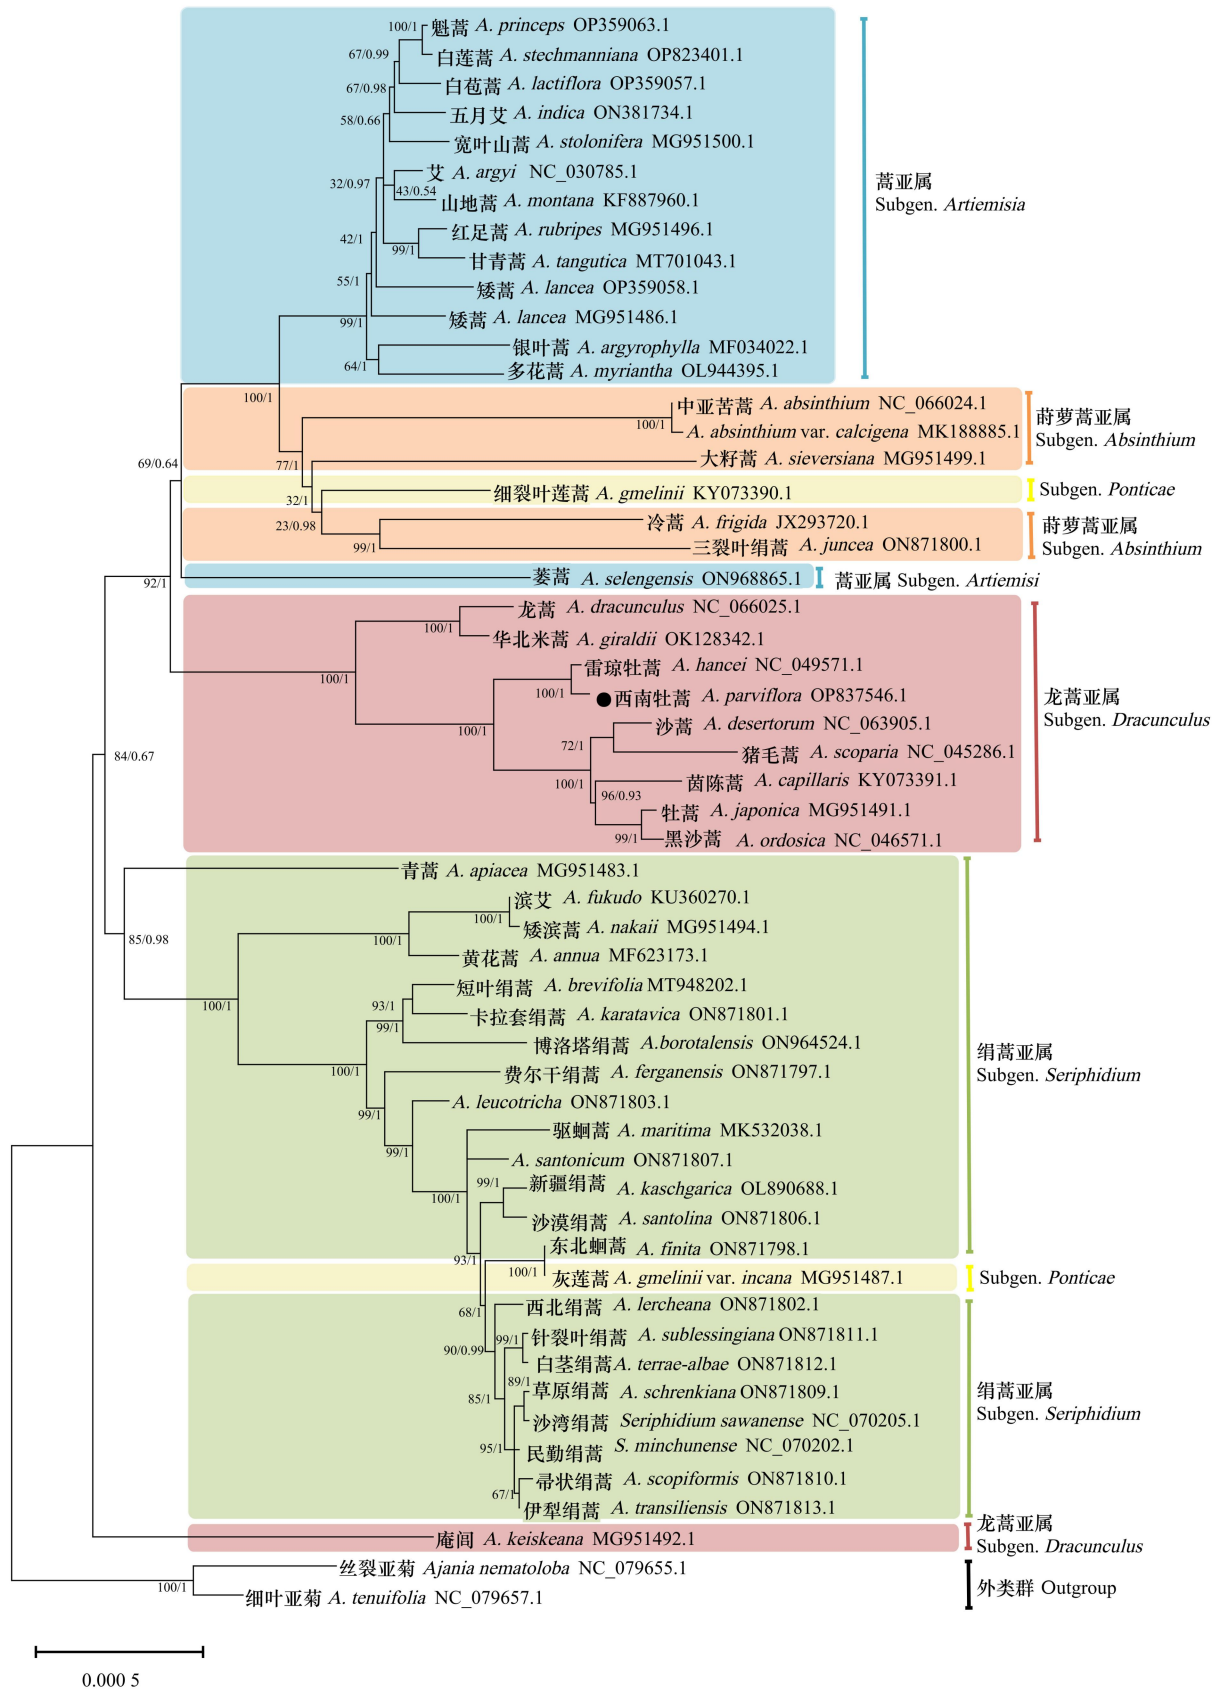 100/1 魁蒿 A. princeps OP359063.1
67/0.99 白莲蒿 A. stechmanniana OP823401.1
67/0.98 白苞蒿 A. lactiflora OP359057.1
58/0.66 五月艾 A. indica ON381734.1
宽叶山蒿 A. stolonifera MG951500.1
艾 A. argyi NC_030785.1
32/0.97 43/0.54
山地蒿 A. montana KF887960.1
蒿亚属
Subgen. Artiemisia
红足蒿 A. rubripes MG951496.1
42/1 99/1
甘青蒿 A. tangutica MT701043.1
55/1 矮蒿 A. lancea OP359058.1
99/1 矮蒿 A. lancea MG951486.1
银叶蒿 A. argyrophylla MF034022.1
64/1 多花蒿 A. myriantha OL944395.1
100/1 中亚苦蒿 A. absinthium NC_066024.1
100/1 A. absinthium var. calcigena MK188885.1
莳萝蒿亚属
Subgen. Absinthium
69/0.64 77/1 大籽蒿 A. sieversiana MG951499.1
32/1 细裂叶莲蒿 A. gmelinii KY073390.1 Subgen. Ponticae
23/0.98 冷蒿 A. frigida JX293720.1
99/1 三裂叶绢蒿 A. juncea ON871800.1
莳萝蒿亚属
Subgen. Absinthium
92/1 蒌蒿 A. selengensis ON968865.1 蒿亚属 Subgen. Artiemisi
龙蒿 A. dracunculus NC_066025.1
100/1 华北米蒿 A. giraldii OK128342.1
100/1 雷琼牡蒿 A. hancei NC_049571.1
100/1 西南牡蒿 A. parviflora OP837546.1
龙蒿亚属
Subgen. Dracunculus
100/1 沙蒿 A. desertorum NC_063905.1
84/0.67 72/1 猪毛蒿 A. scoparia NC_045286.1
100/1 茵陈蒿 A. capillaris KY073391.1
96/0.93 牡蒿 A. japonica MG951491.1
99/1 黑沙蒿 A. ordosica NC_046571.1
青蒿 A. apiacea MG951483.1
滨艾 A. fukudo KU360270.1
100/1 矮滨蒿 A. nakaii MG951494.1
85/0.98 100/1 黄花蒿 A. annua MF623173.1
短叶绢蒿 A. brevifolia MT948202.1
100/1 93/1 卡拉套绢蒿 A. karatavica ON871801.1
99/1 博洛塔绢蒿 A.borotalensis ON964524.1
绢蒿亚属
Subgen. Seriphidium
100/1 费尔干绢蒿 A. ferganensis ON871797.1
99/1 A. leucotricha ON871803.1
驱蛔蒿 A. maritima MK532038.1
99/1 A. santonicum ON871807.1
99/1 新疆绢蒿 A. kaschgarica OL890688.1
100/1 沙漠绢蒿 A. santolina ON871806.1
东北蛔蒿 A. finita ON871798.1
93/1 100/1 灰莲蒿 A. gmelinii var. incana MG951487.1 Subgen. Ponticae
68/1 西北绢蒿 A. lercheana ON871802.1
99/1 针裂叶绢蒿 A. sublessingiana ON871811.1
90/0.99 白茎绢蒿 A. terrae-albae ON871812.1
89/1 草原绢蒿 A. schrenkiana ON871809.1
85/1 沙湾绢蒿 Seriphidium sawanense NC_070205.1
绢蒿亚属
Subgen. Seriphidium
95/1 民勤绢蒿 S. minchunense NC_070202.1
帚状绢蒿 A. scopiformis ON871810.1
67/1 伊犁绢蒿 A. transiliensis ON871813.1
庵闾 A. keiskeana MG951492.1
龙蒿亚属
Subgen. Dracunculus
丝裂亚菊 Ajania nematoloba NC_079655.1
100/1 细叶亚菊 A. tenuifolia NC_079657.1
外类群 Outgroup
0.000 5